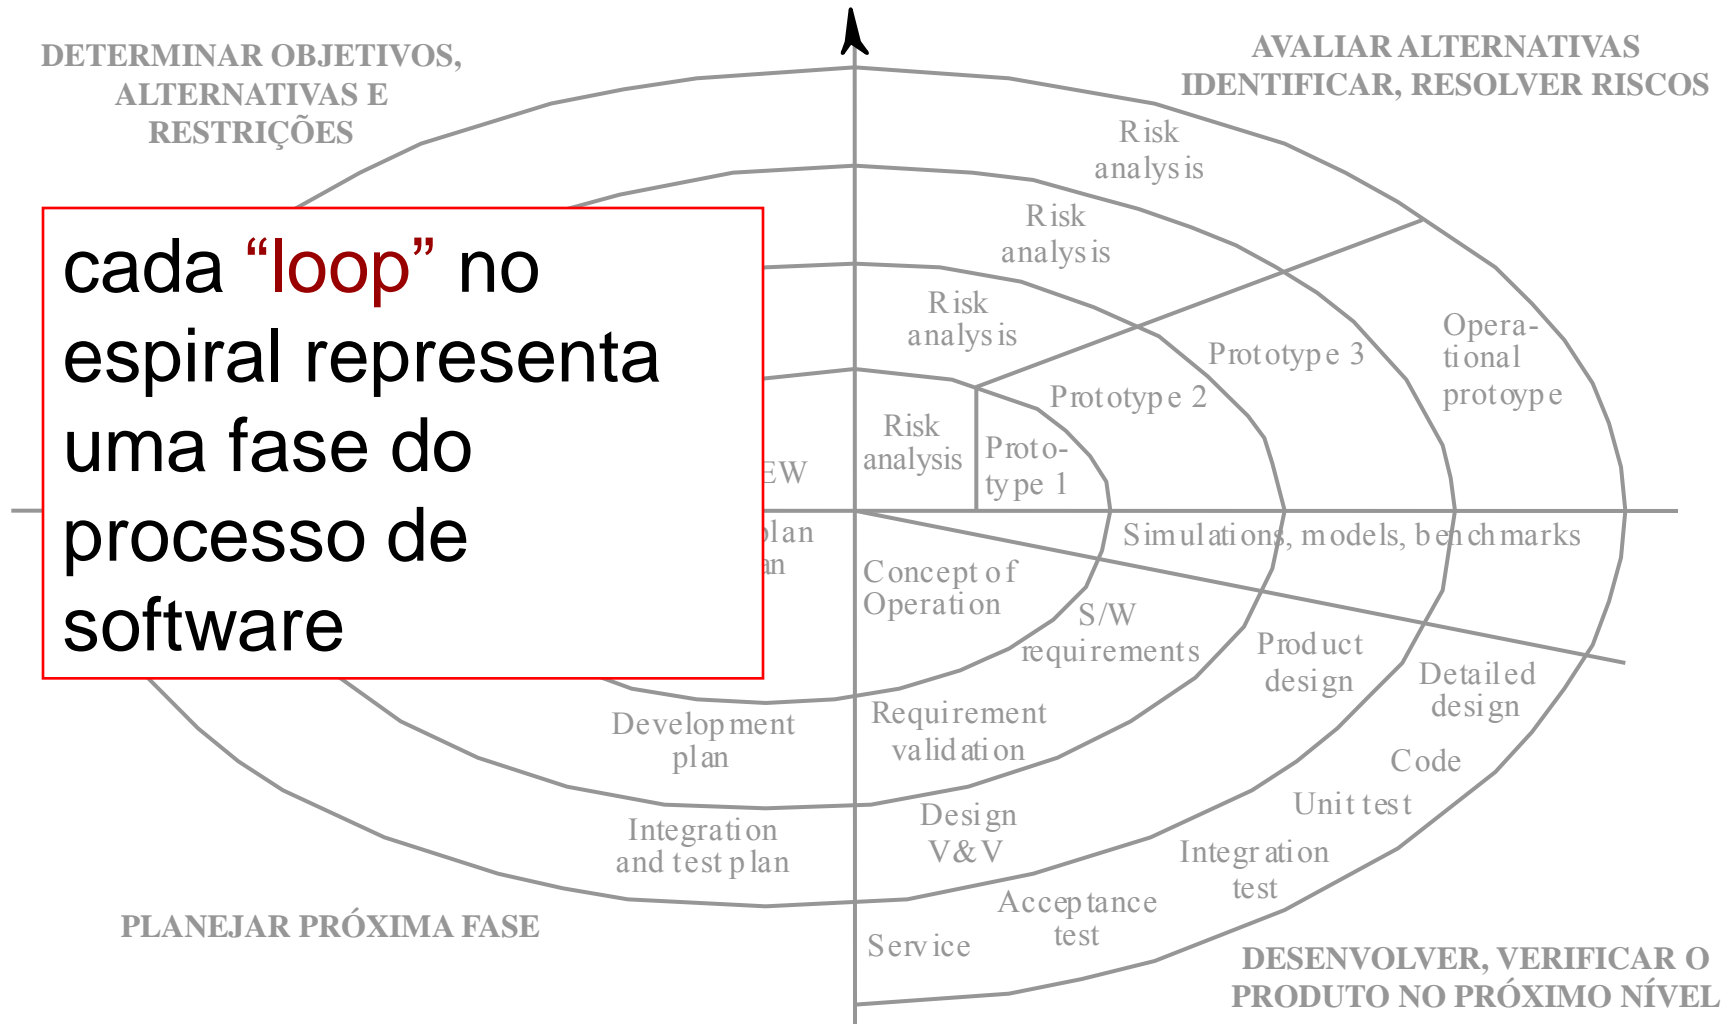 DETERMINAR OBJETIVOS,
ALTERNATIVAS E
RESTRIÇÕES
AVALIAR ALTERNATIVAS
IDENTIFICAR, RESOLVER RISCOS
cada “loop” no
espiral representa
uma fase do
processo de
software
Risk
analysis
Risk
analysis
Risk
analysis
Risk
analysis
Proto-
type 1
Prototype 2
Prototype 3
Opera-
tional
protoype
EW
plan
Simulations, models, benchmarks
Concept of
Operation
S/W
requirements
Product
design
Detailed
design
Requirement
validation
Development
plan
Code
Unit test
Design
V&V
Integration
and test plan
Integration
test
Acceptance
test
Service
PLANEJAR PRÓXIMA FASE
DESENVOLVER, VERIFICAR O
PRODUTO NO PRÓXIMO NÍVEL